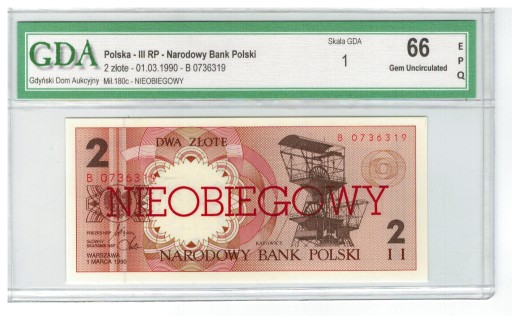 GDA
Gdyński Dom Aukcyjny
Polska - III RP - Narodowy Bank Polski
2 złote - 01.03.1990 - B 0736319
Mił.180c - NIEOBIEGOWY
Skala GDA
1
66
Gem Uncirculated
E
P
Q
DWA ZŁOTE
B 0736319
2
B 0736319
NIEOBIEGOWY
KATOWICE
WARSZAWA
1 MARCA 1990
NARODOWY BANK POLSKI
2
II